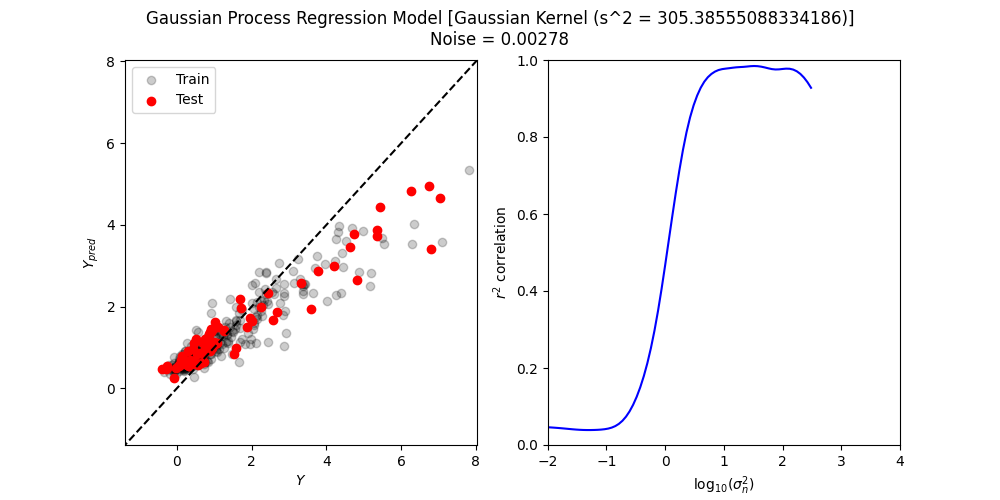 Gaussian Process Regression Model [Gaussian Kernel (s^2 = 305.38555088334186)]
Noise = 0.00278
Train
Test
8
6
4
2
0
Y_pred
0
2
4
6
8
Y
1.0
0.8
0.6
0.4
0.2
0.0
r² correlation
−2
−1
0
1
2
3
4
log₁₀(σₙ²)